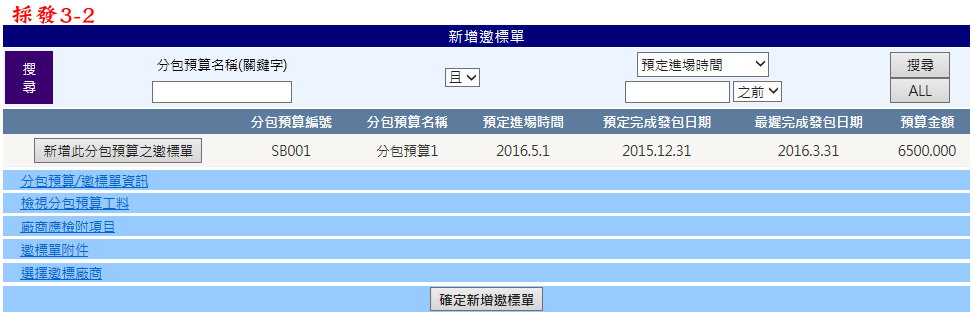 採發3-2
新增邀標單
搜尋
分包預算名稱(關鍵字)
且
預定進場時間
之前
搜尋
ALL
分包預算編號 分包預算名稱 預定進場時間 預定完成發包日期 最遲完成發包日期 預算金額
新增此分包預算之邀標單 SB001 分包預算1 2016.5.1 2015.12.31 2016.3.31 6500.000
分包預算/邀標單資訊
檢視分包預算工料
廠商應檢附項目
邀標單附件
選擇邀標廠商
確定新增邀標單